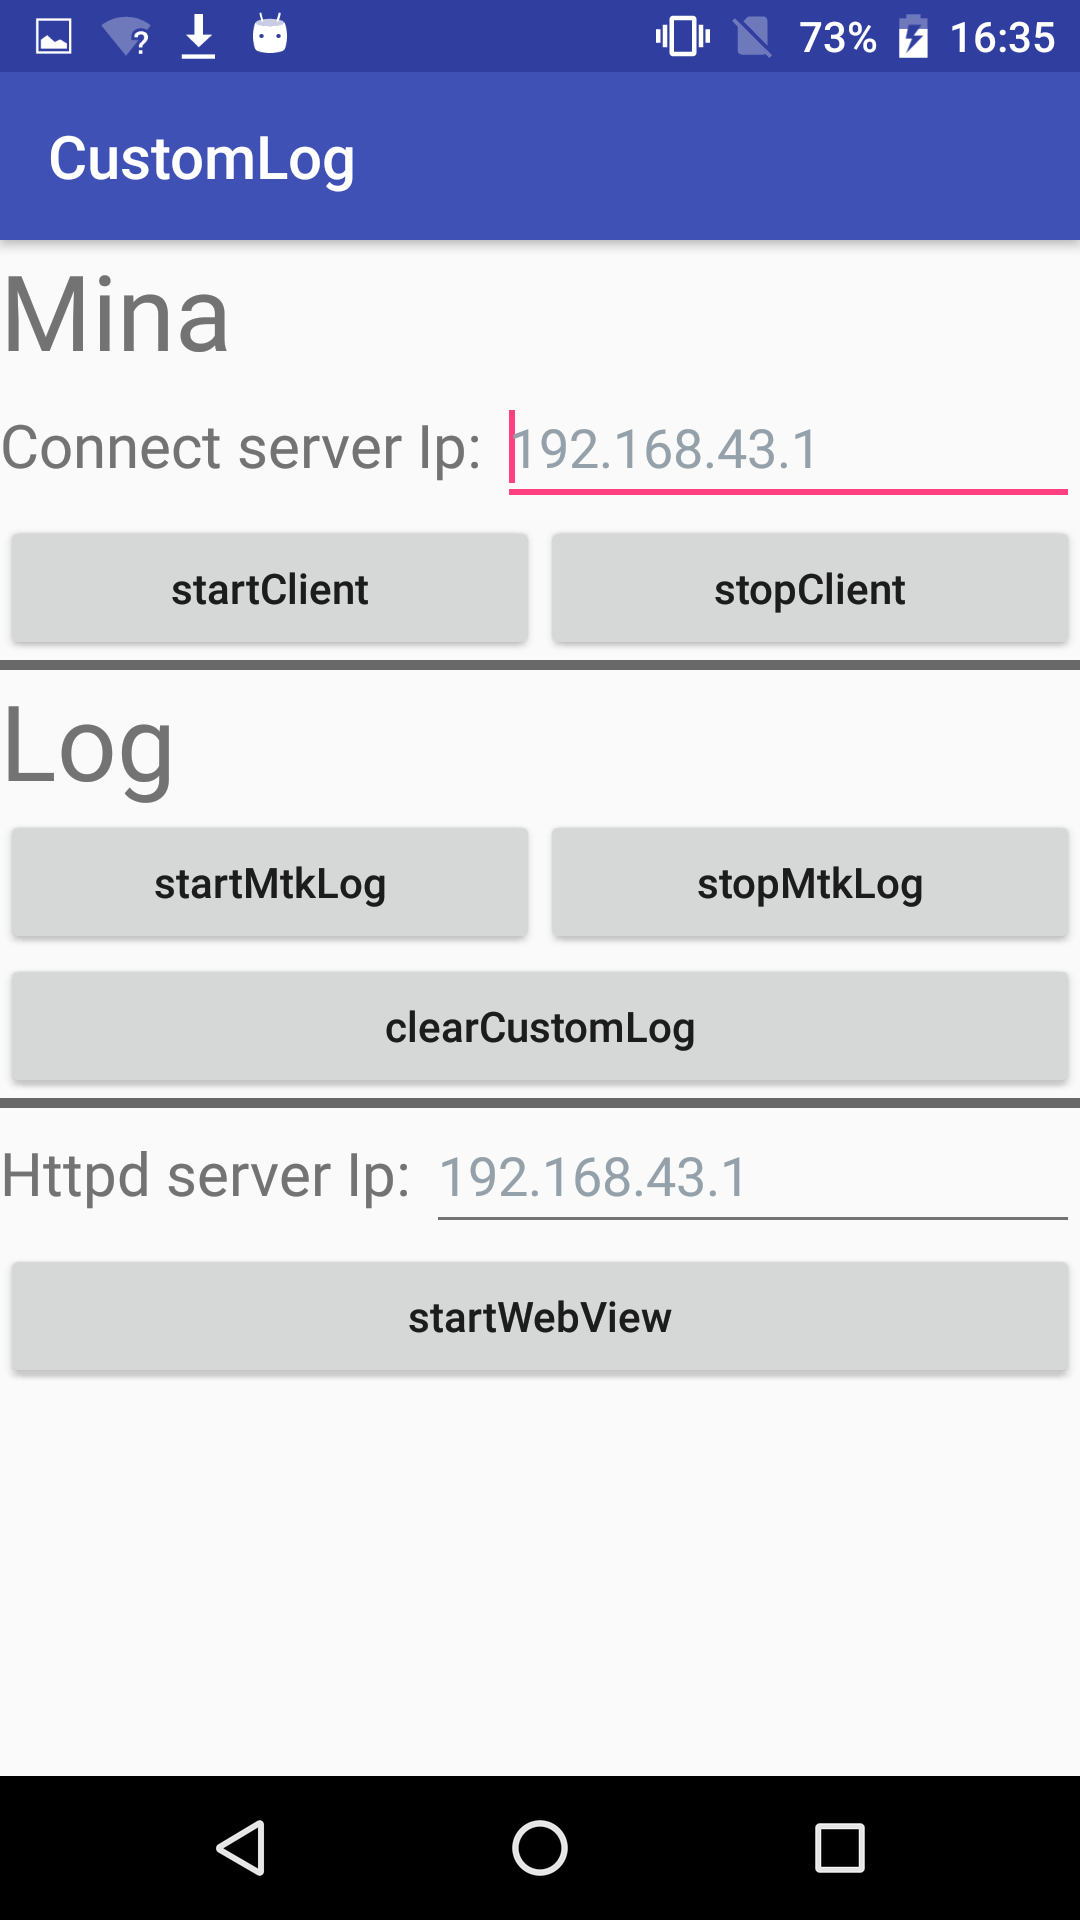 73% 16:35
CustomLog
Mina
Connect server Ip: 192.168.43.1
startClient stopClient
Log
startMtkLog stopMtkLog
clearCustomLog
Httpd server Ip: 192.168.43.1
startWebView